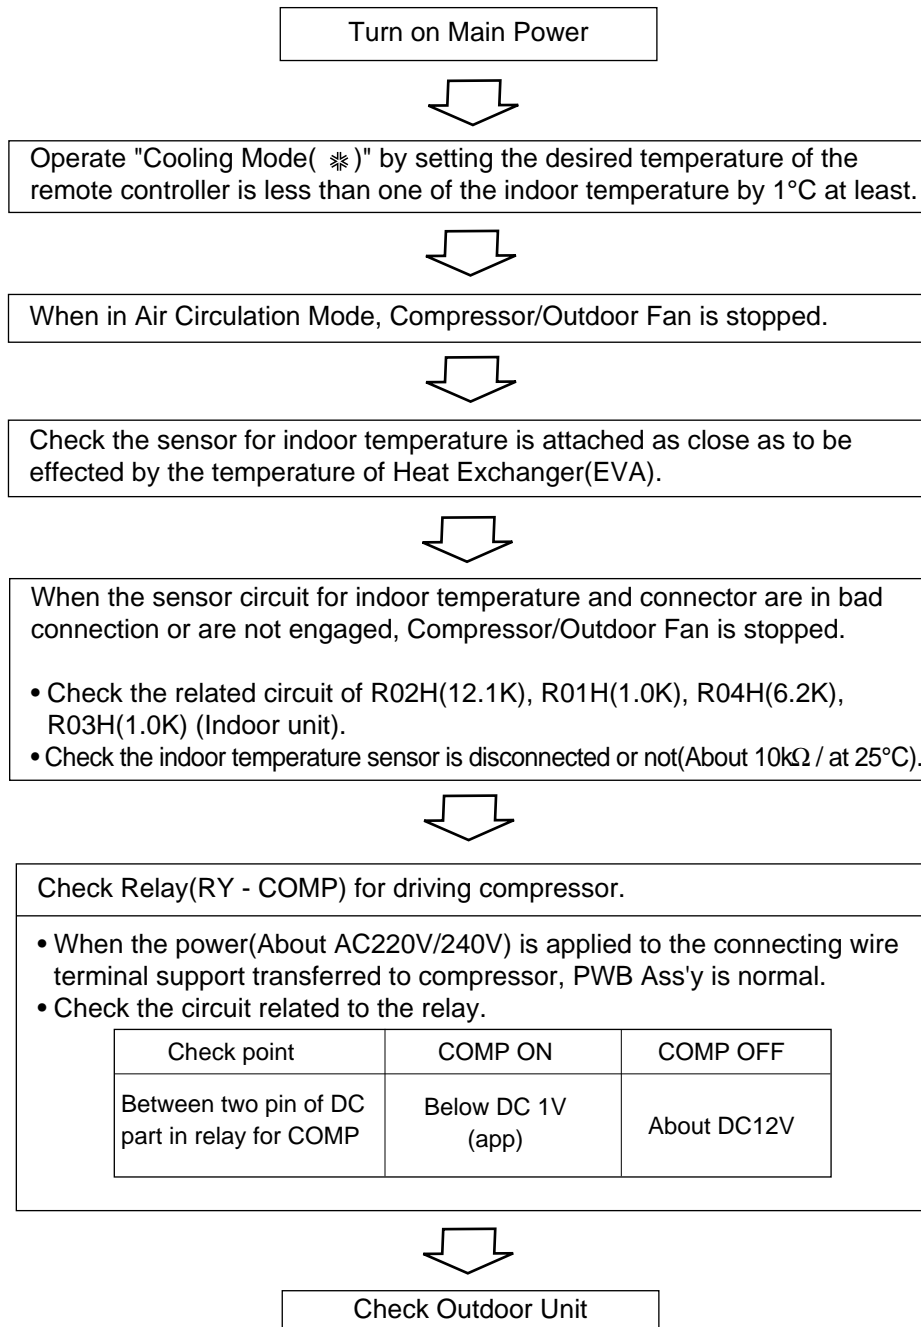 Turn on Main Power
Operate "Cooling Mode( ❄ )" by setting the desired temperature of the
remote controller is less than one of the indoor temperature by 1°C at least.
When in Air Circulation Mode, Compressor/Outdoor Fan is stopped.
Check the sensor for indoor temperature is attached as close as to be
effected by the temperature of Heat Exchanger(EVA).
When the sensor circuit for indoor temperature and connector are in bad
connection or are not engaged, Compressor/Outdoor Fan is stopped.
• Check the related circuit of R02H(12.1K), R01H(1.0K), R04H(6.2K),
R03H(1.0K) (Indoor unit).
• Check the indoor temperature sensor is disconnected or not(About 10kΩ / at 25°C).
Check Relay(RY - COMP) for driving compressor.
• When the power(About AC220V/240V) is applied to the connecting wire
terminal support transferred to compressor, PWB Ass'y is normal.
• Check the circuit related to the relay.
Check point COMP ON COMP OFF
Between two pin of DC
part in relay for COMP
Below DC 1V
(app)
About DC12V
Check Outdoor Unit